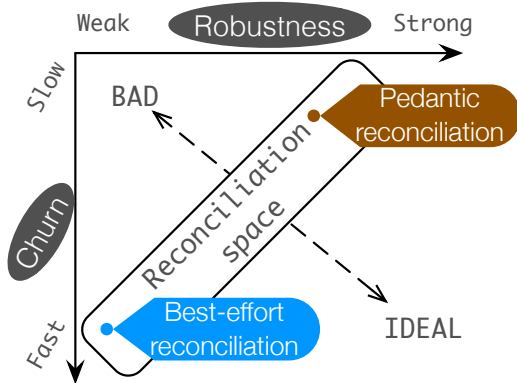 Weak
Robustness
Strong
Slow
BAD
Pedantic
reconciliation
Reconciliation
space
Churn
IDEAL
Best-effort
reconciliation
Fast